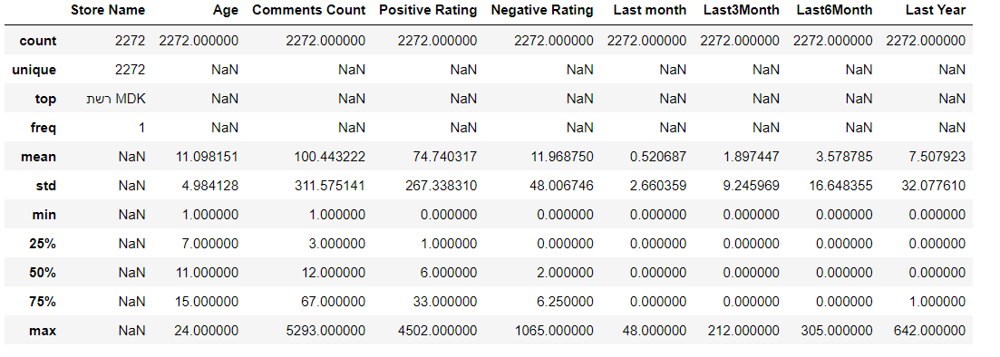 Store Name Age Comments Count Positive Rating Negative Rating Last month Last3Month Last6Month Last Year
count 2272 2272.000000 2272.000000 2272.000000 2272.000000 2272.000000 2272.000000 2272.000000 2272.000000
unique 2272 NaN NaN NaN NaN NaN NaN NaN NaN
top רשת MDK NaN NaN NaN NaN NaN NaN NaN NaN
freq 1 NaN NaN NaN NaN NaN NaN NaN NaN
mean NaN 11.098151 100.443222 74.740317 11.968750 0.520687 1.897447 3.578785 7.507923
std NaN 4.984128 311.575141 267.338310 48.006746 2.660359 9.245969 16.648355 32.077610
min NaN 1.000000 1.000000 0.000000 0.000000 0.000000 0.000000 0.000000 0.000000
25% NaN 7.000000 3.000000 1.000000 0.000000 0.000000 0.000000 0.000000 0.000000
50% NaN 11.000000 12.000000 6.000000 2.000000 0.000000 0.000000 0.000000 0.000000
75% NaN 15.000000 67.000000 33.000000 6.250000 0.000000 0.000000 0.000000 1.000000
max NaN 24.000000 5293.000000 4502.000000 1065.000000 48.000000 212.000000 305.000000 642.000000